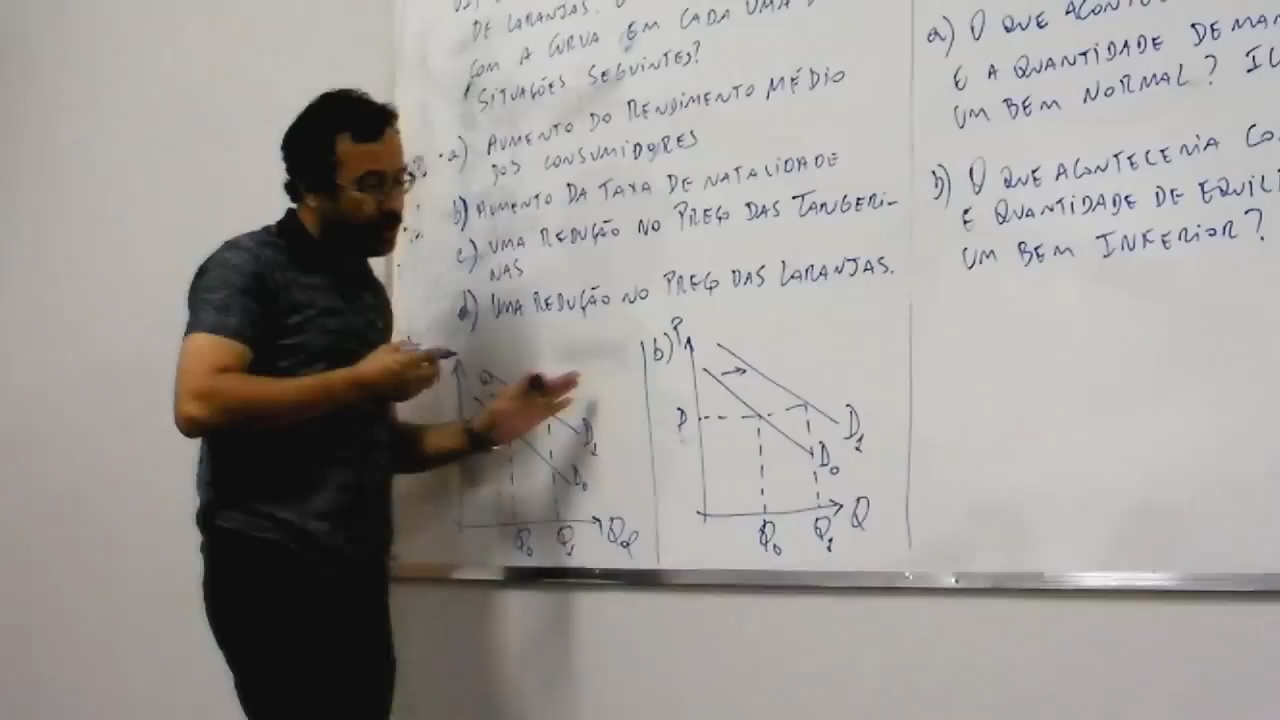 DE LARANJAS.
COM A CURVA EM CADA UMA
SITUAÇÕES SEGUINTES?
a) AUMENTO DO RENDIMENTO MÉDIO
DOS CONSUMIDORES
b) AUMENTO DA TAXA DE NATALIDADE
c) UMA REDUÇÃO NO PREÇO DAS TANGERI-
NAS
d) UMA REDUÇÃO NO PREÇO DAS LARANJAS.
D1
D0
Q0 Q1 Qd
b) P
P
D1
D0
Q0 Q1 Q
a) O QUE
E A QUANTIDADE
UM BEM NORMAL?
b) O QUE ACONTECERIA
E QUANTIDADE DE
UM BEM INFERIOR?